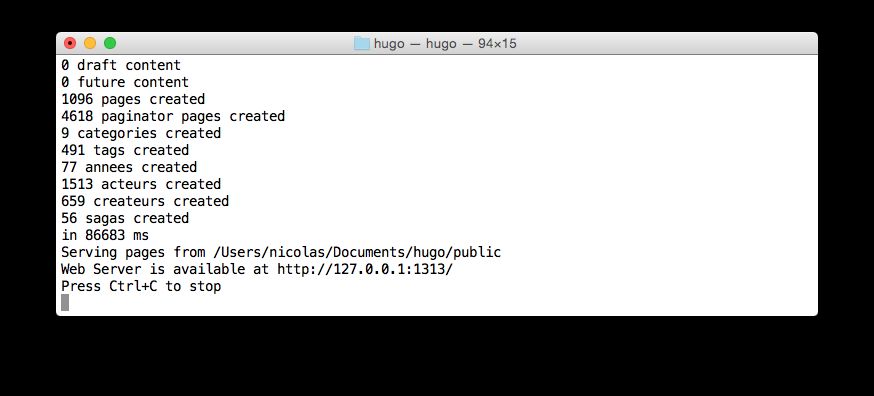 hugo — hugo — 94×15
0 draft content
0 future content
1096 pages created
4618 paginator pages created
9 categories created
491 tags created
77 annees created
1513 acteurs created
659 createurs created
56 sagas created
in 86683 ms
Serving pages from /Users/nicolas/Documents/hugo/public
Web Server is available at http://127.0.0.1:1313/
Press Ctrl+C to stop